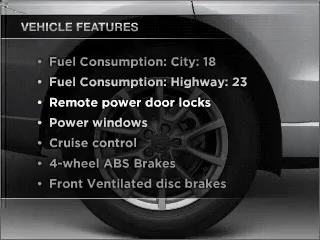 VEHICLE FEATURES
• Fuel Consumption: City: 18
• Fuel Consumption: Highway: 23
• Remote power door locks
• Power windows
• Cruise control
• 4-wheel ABS Brakes
• Front Ventilated disc brakes